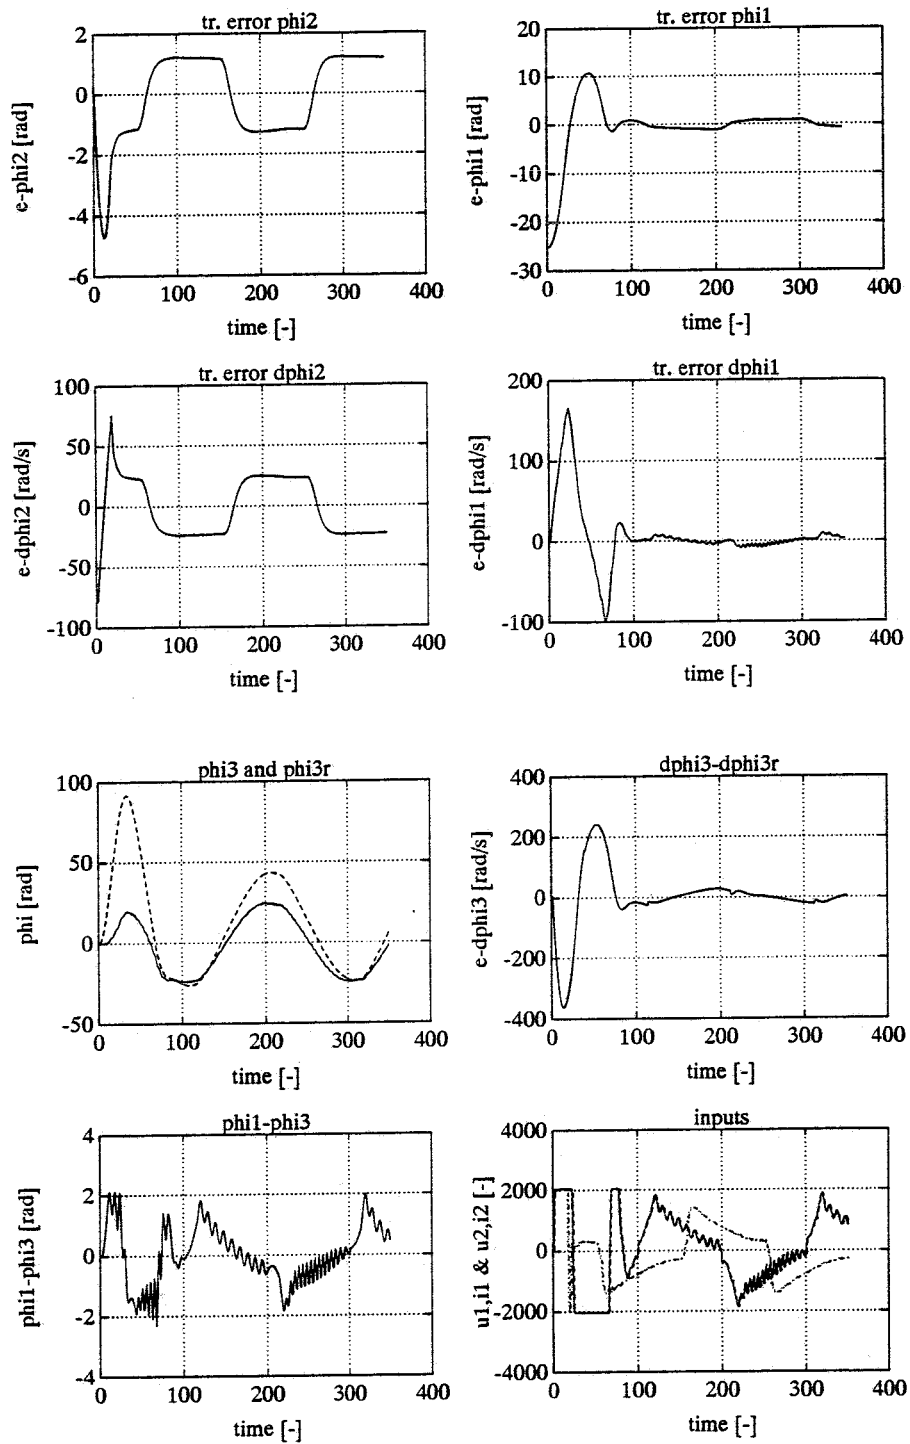 tr. error phi2
2
0
-2
-4
-6
e-phi2 [rad]
0 100 200 300 400
time [-]
tr. error phi1
20
10
0
-10
-20
-30
e-phi1 [rad]
0 100 200 300 400
time [-]
tr. error dphi2
100
50
0
-50
-100
e-dphi2 [rad/s]
0 100 200 300 400
time [-]
tr. error dphi1
200
100
0
-100
e-dphi1 [rad/s]
0 100 200 300 400
time [-]
phi3 and phi3r
100
50
0
-50
phi [rad]
0 100 200 300 400
time [-]
dphi3-dphi3r
400
200
0
-200
-400
e-dphi3 [rad/s]
0 100 200 300 400
time [-]
phi1-phi3
4
2
0
-2
-4
phi1-phi3 [rad]
0 100 200 300 400
time [-]
inputs
4000
2000
0
-2000
-4000
u1,i1 & u2,i2 [-]
0 100 200 300 400
time [-]